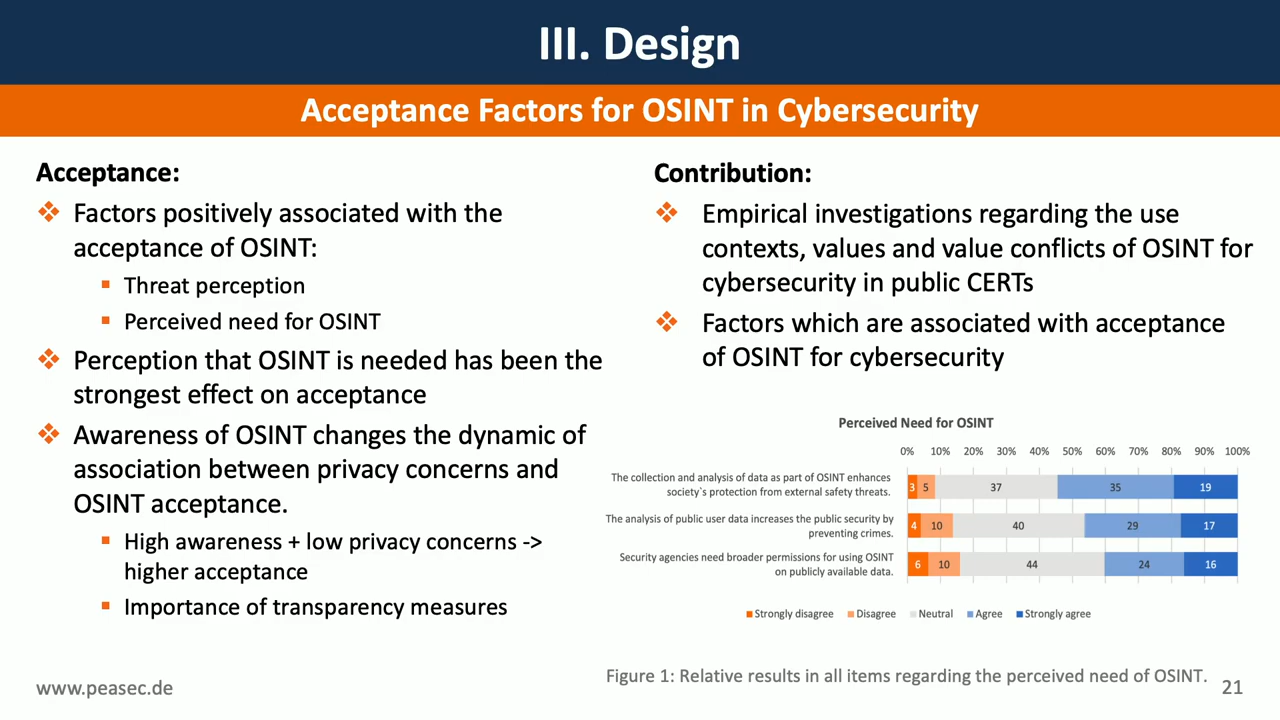 III. Design
Acceptance Factors for OSINT in Cybersecurity
Acceptance:
Factors positively associated with the
acceptance of OSINT:
Threat perception
Perceived need for OSINT
Perception that OSINT is needed has been the
strongest effect on acceptance
Awareness of OSINT changes the dynamic of
association between privacy concerns and
OSINT acceptance.
High awareness + low privacy concerns ->
higher acceptance
Importance of transparency measures
Contribution:
Empirical investigations regarding the use
contexts, values and value conflicts of OSINT for
cybersecurity in public CERTs
Factors which are associated with acceptance
of OSINT for cybersecurity
Perceived Need for OSINT
0% 10% 20% 30% 40% 50% 60% 70% 80% 90% 100%
The collection and analysis of data as part of OSINT enhances
society`s protection from external safety threats.
3 5 37 35 19
The analysis of public user data increases the public security by
preventing crimes.
4 10 40 29 17
Security agencies need broader permissions for using OSINT
on publicly available data.
6 10 44 24 16
Strongly disagree Disagree Neutral Agree Strongly agree
Figure 1: Relative results in all items regarding the perceived need of OSINT.
www.peasec.de
21